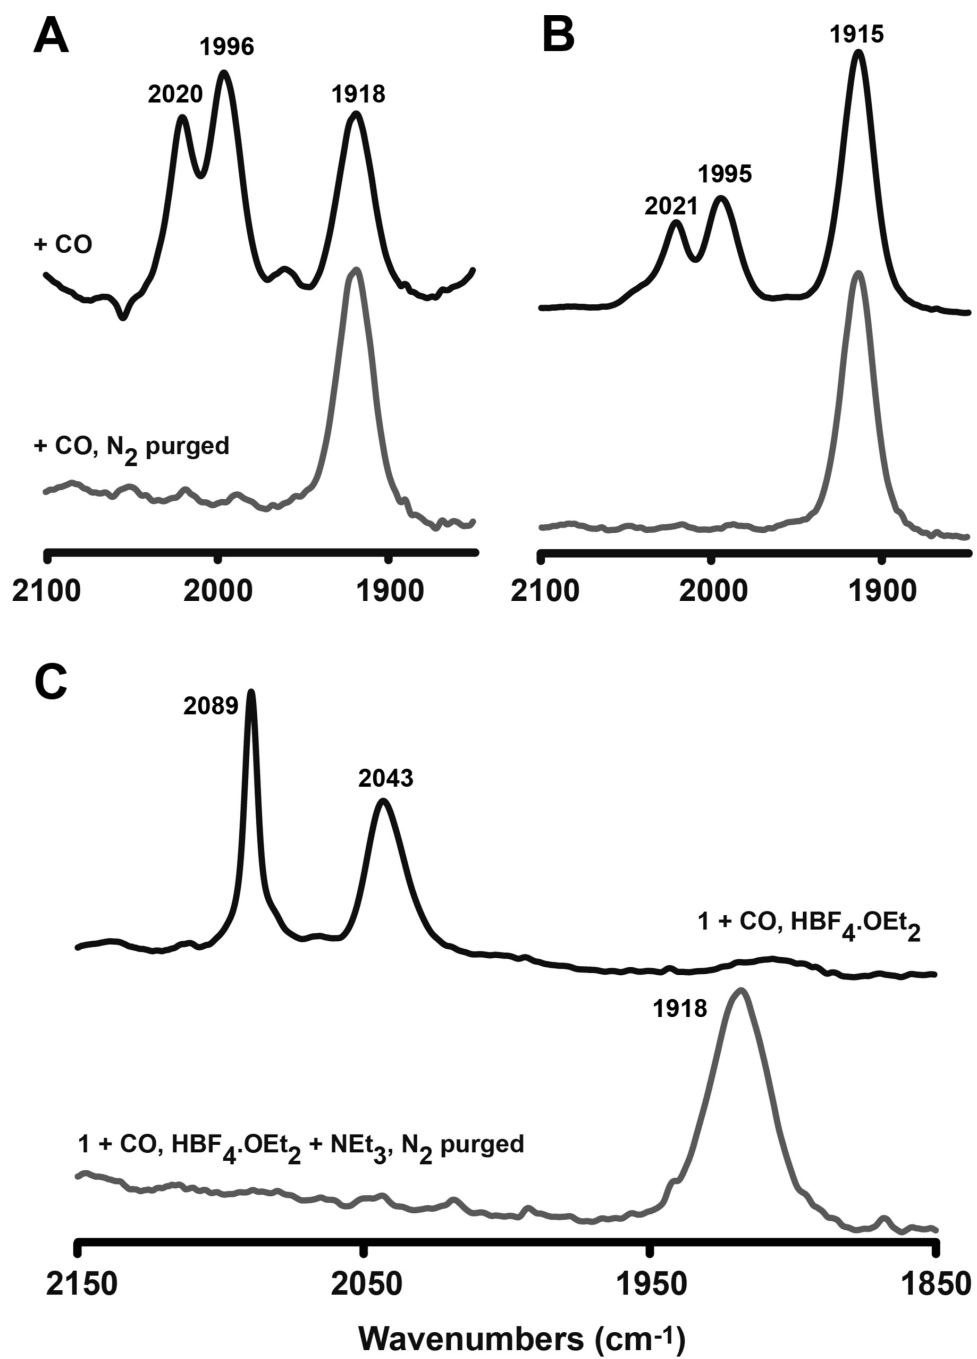 A
B
1996
2020
1918
1915
1995
2021
+ CO
+ CO, N2 purged
2100 2000 1900
2100 2000 1900
C
2089
2043
1 + CO, HBF4.OEt2
1918
1 + CO, HBF4.OEt2 + NEt3, N2 purged
2150 2050 1950 1850
Wavenumbers (cm-1)